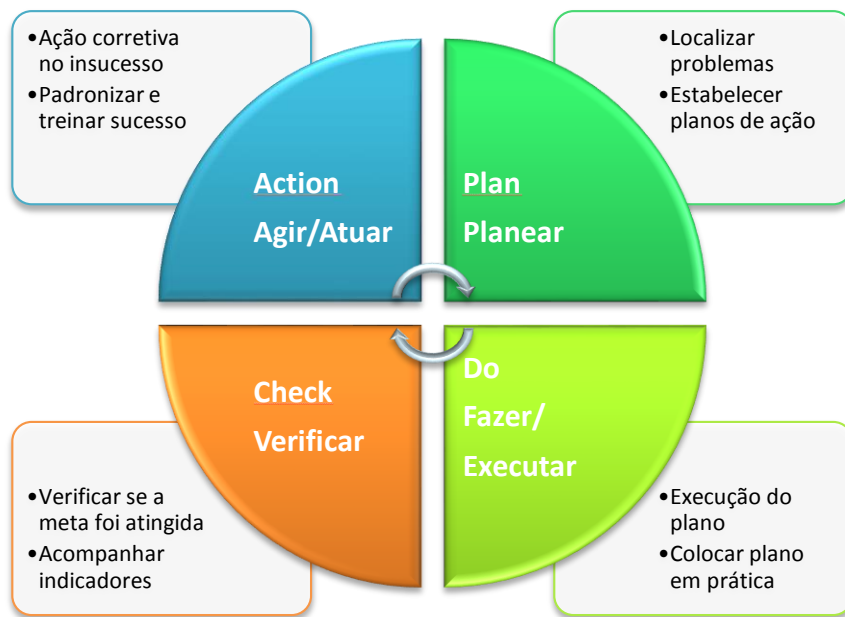 •Ação corretiva
no insucesso
•Padronizar e
treinar sucesso
•Localizar
problemas
•Estabelecer
planos de ação
Action
Agir/Atuar
Plan
Planear
Check
Verificar
Do
Fazer/
Executar
•Verificar se a
meta foi atingida
•Acompanhar
indicadores
•Execução do
plano
•Colocar plano
em prática